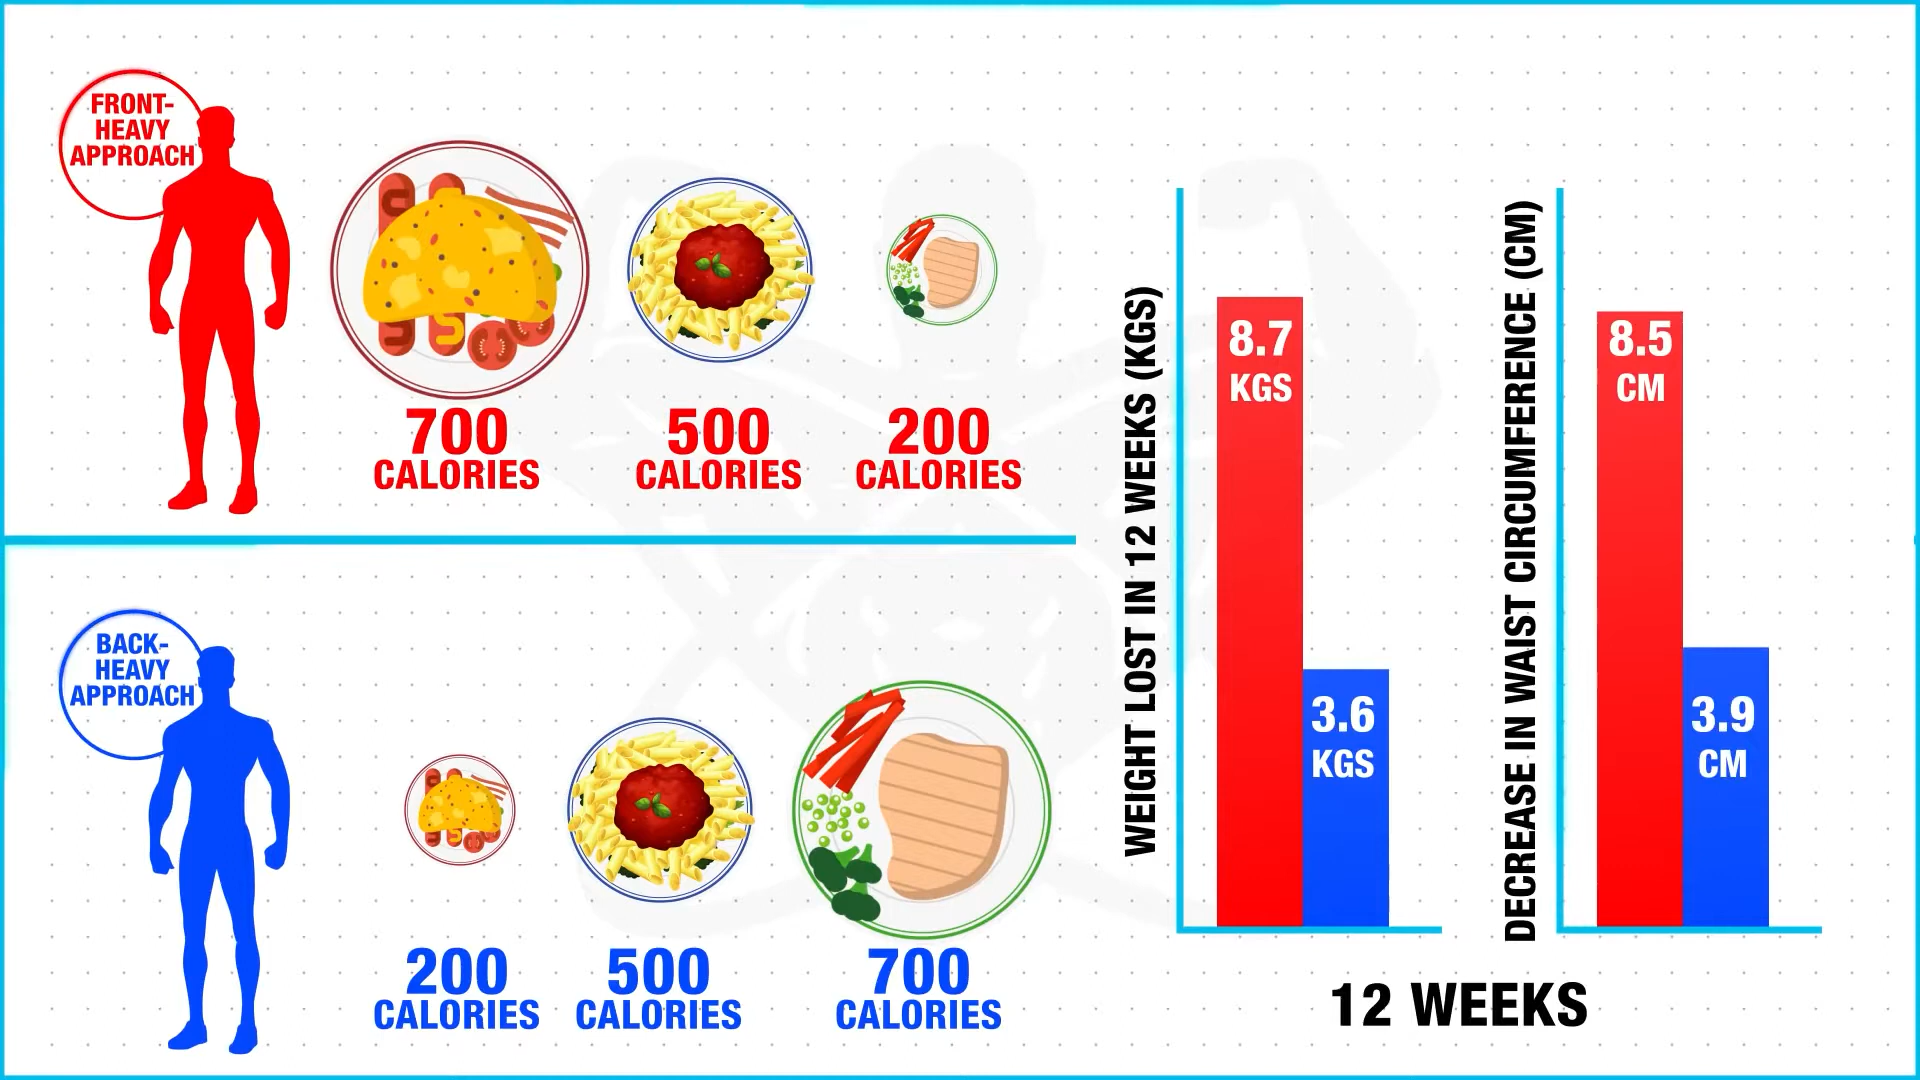 FRONT-
HEAVY
APPROACH
700
CALORIES
500
CALORIES
200
CALORIES
BACK-
HEAVY
APPROACH
200
CALORIES
500
CALORIES
700
CALORIES
WEIGHT LOST IN 12 WEEKS (KGS)
8.7
KGS
3.6
KGS
DECREASE IN WAIST CIRCUMFERENCE (CM)
8.5
CM
3.9
CM
12 WEEKS